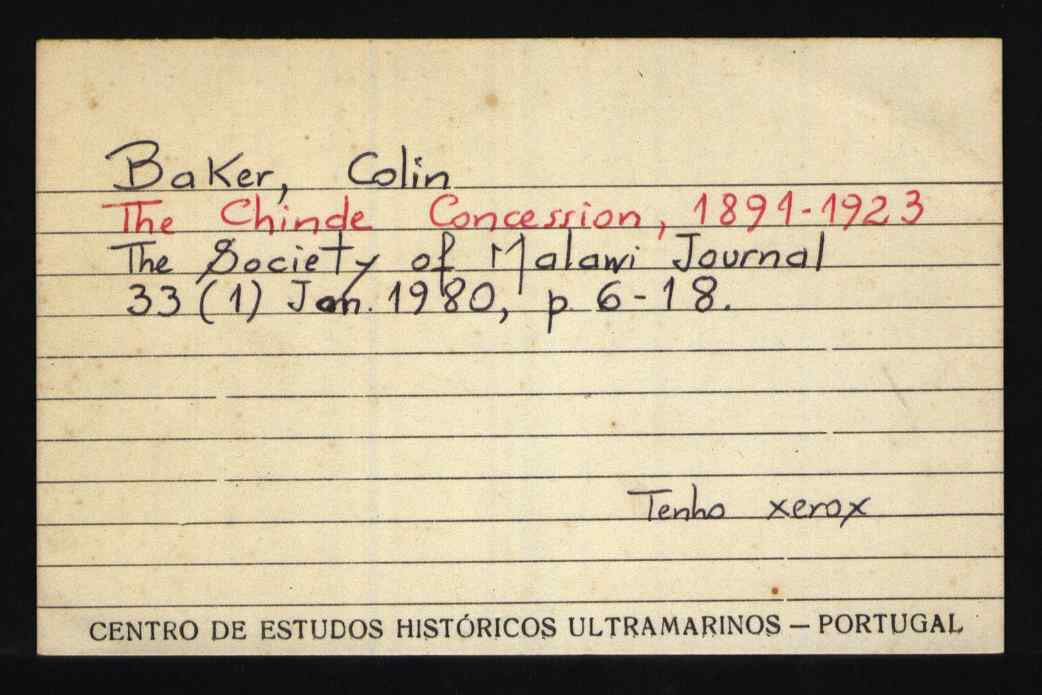 Baker, Colin
The Chinde Concession, 1891-1923
The Society of Malawi Journal
33 (1) Jan. 1980, p. 6-18.
Tenho xerox
CENTRO DE ESTUDOS HISTÓRICOS ULTRAMARINOS — PORTUGAL